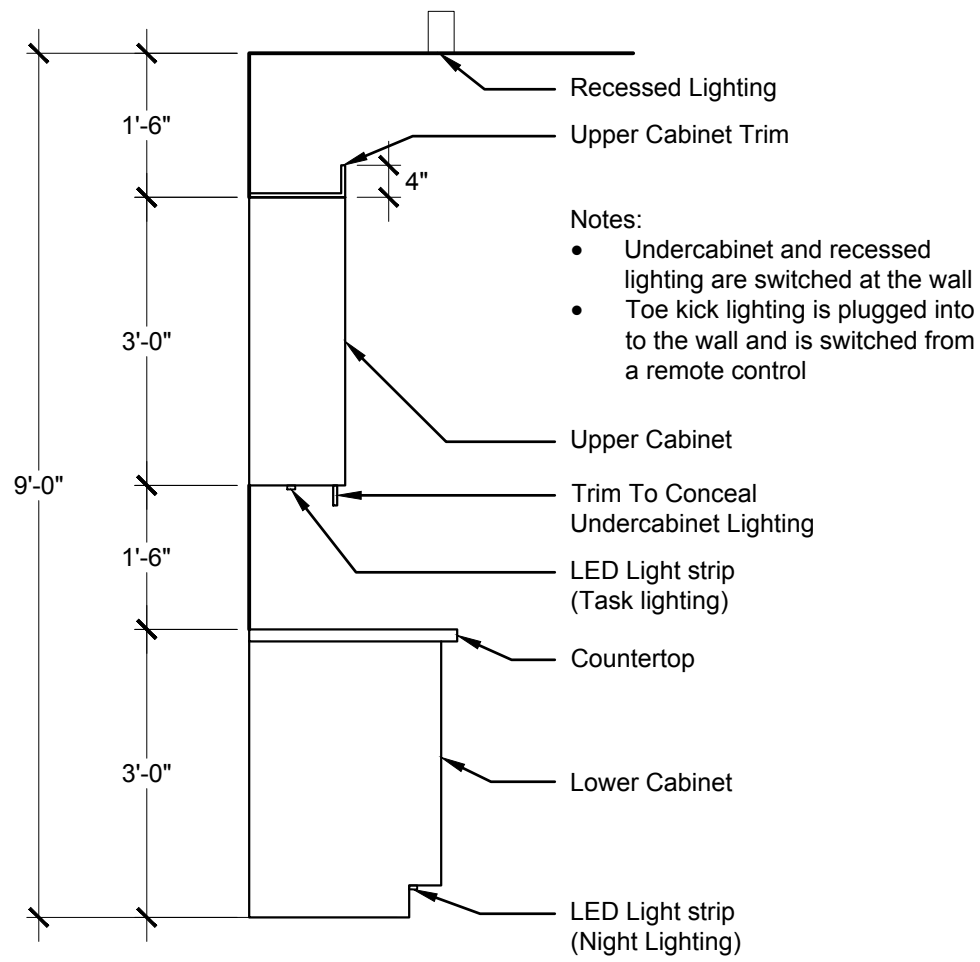 Recessed Lighting
1'-6"
Upper Cabinet Trim
4"
Notes:
• Undercabinet and recessed
lighting are switched at the wall
• Toe kick lighting is plugged into
to the wall and is switched from
a remote control
3'-0"
Upper Cabinet
9'-0"
Trim To Conceal
Undercabinet Lighting
1'-6"
LED Light strip
(Task lighting)
Countertop
3'-0"
Lower Cabinet
LED Light strip
(Night Lighting)